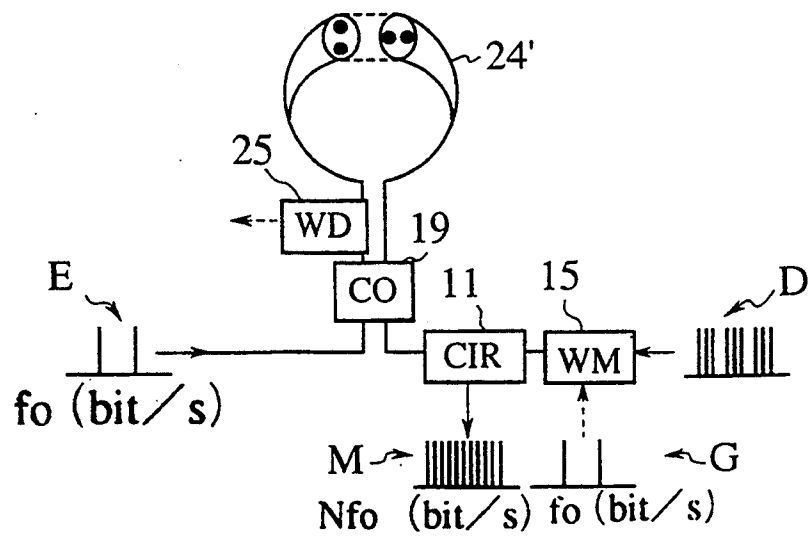 24'
25
WD
19
CO
E
11
15
D
CIR
WM
fo (bit/s)
M
G
Nfo (bit/s)
fo (bit/s)